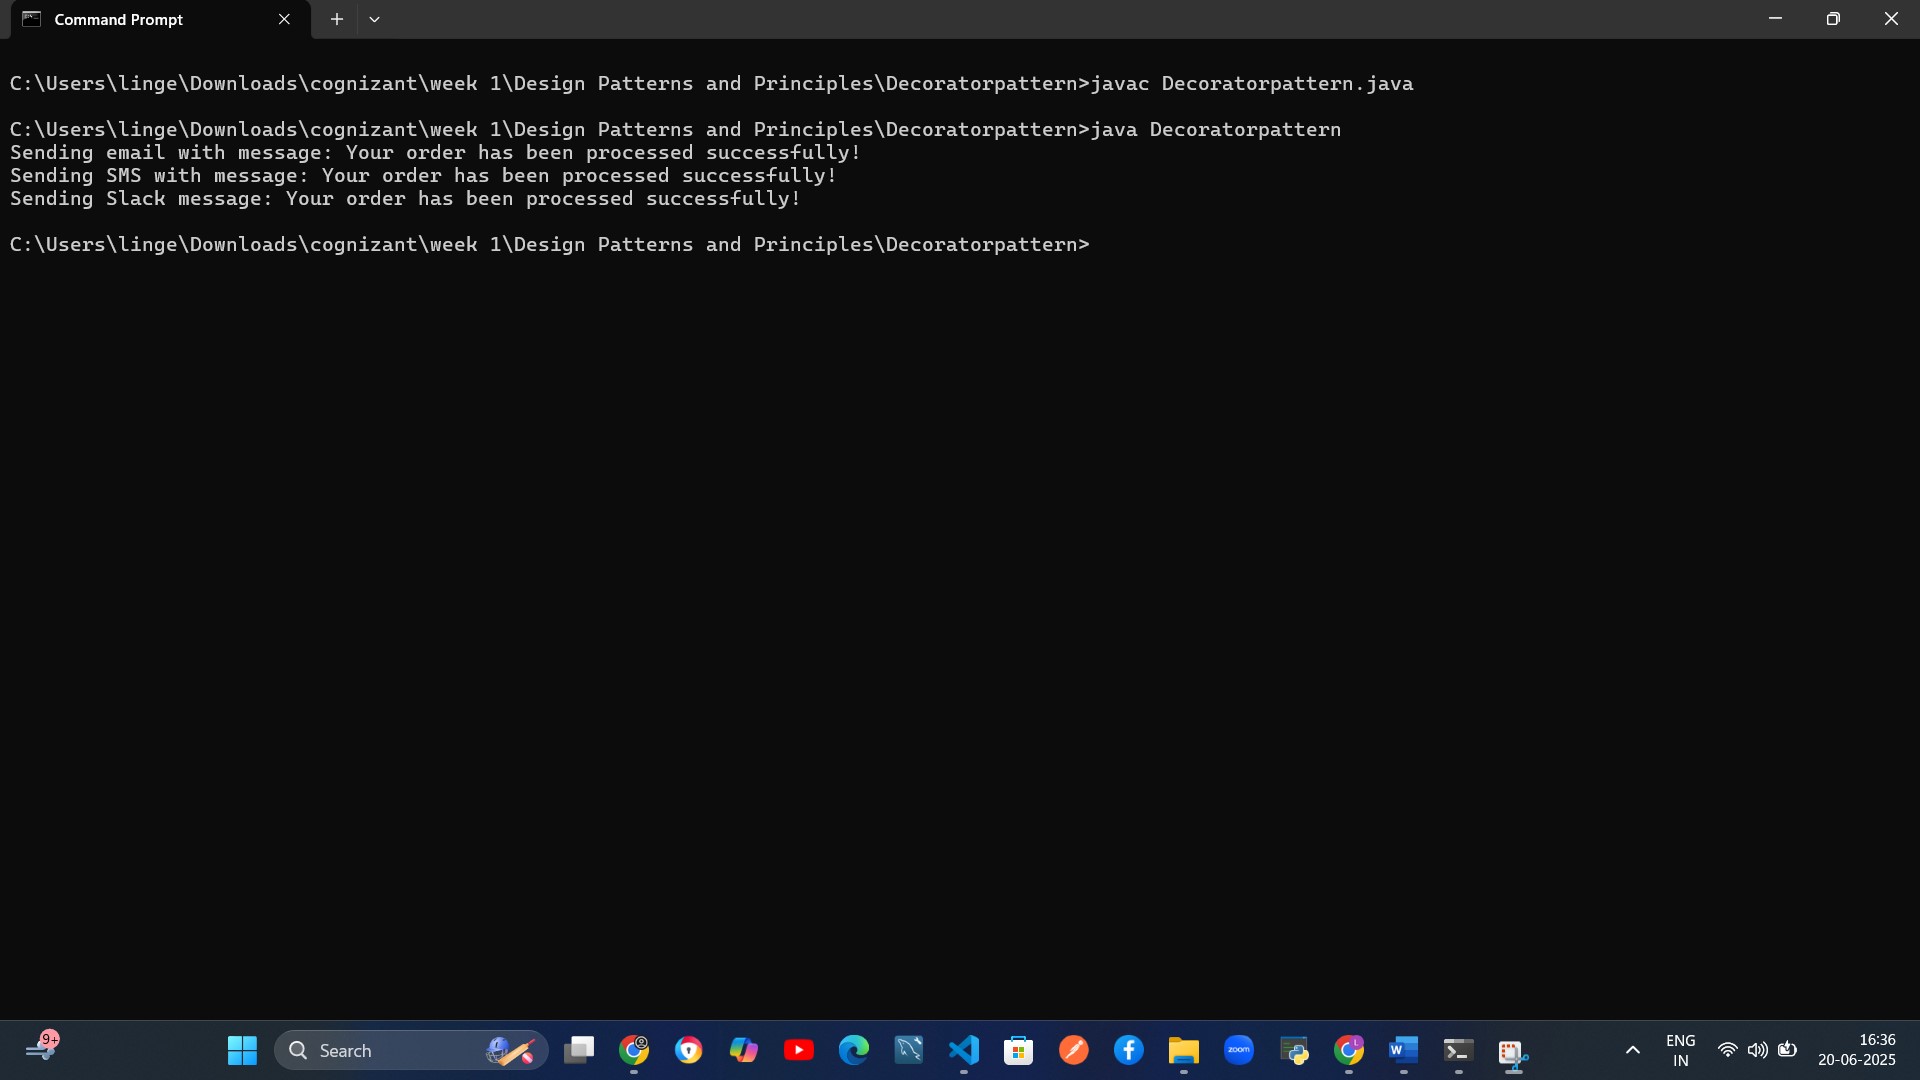 Command Prompt
C:\Users\linge\Downloads\cognizant\week 1\Design Patterns and Principles\Decoratorpattern>javac Decoratorpattern.java
C:\Users\linge\Downloads\cognizant\week 1\Design Patterns and Principles\Decoratorpattern>java Decoratorpattern
Sending email with message: Your order has been processed successfully!
Sending SMS with message: Your order has been processed successfully!
Sending Slack message: Your order has been processed successfully!
C:\Users\linge\Downloads\cognizant\week 1\Design Patterns and Principles\Decoratorpattern>
9+
Search
zoom
L
W
ENG
IN
16:36
20-06-2025